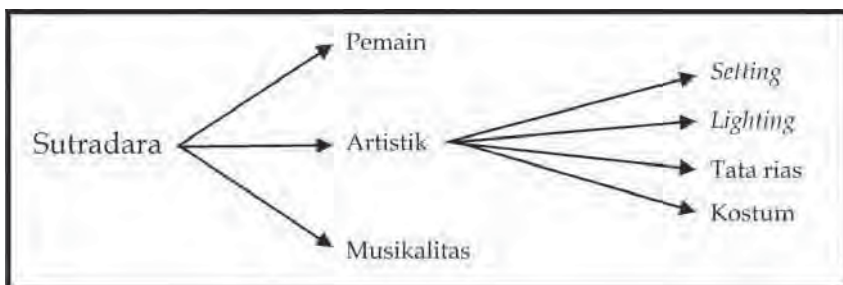 Pemain
Setting
Lighting
Sutradara
Artistik
Tata rias
Kostum
Musikalitas